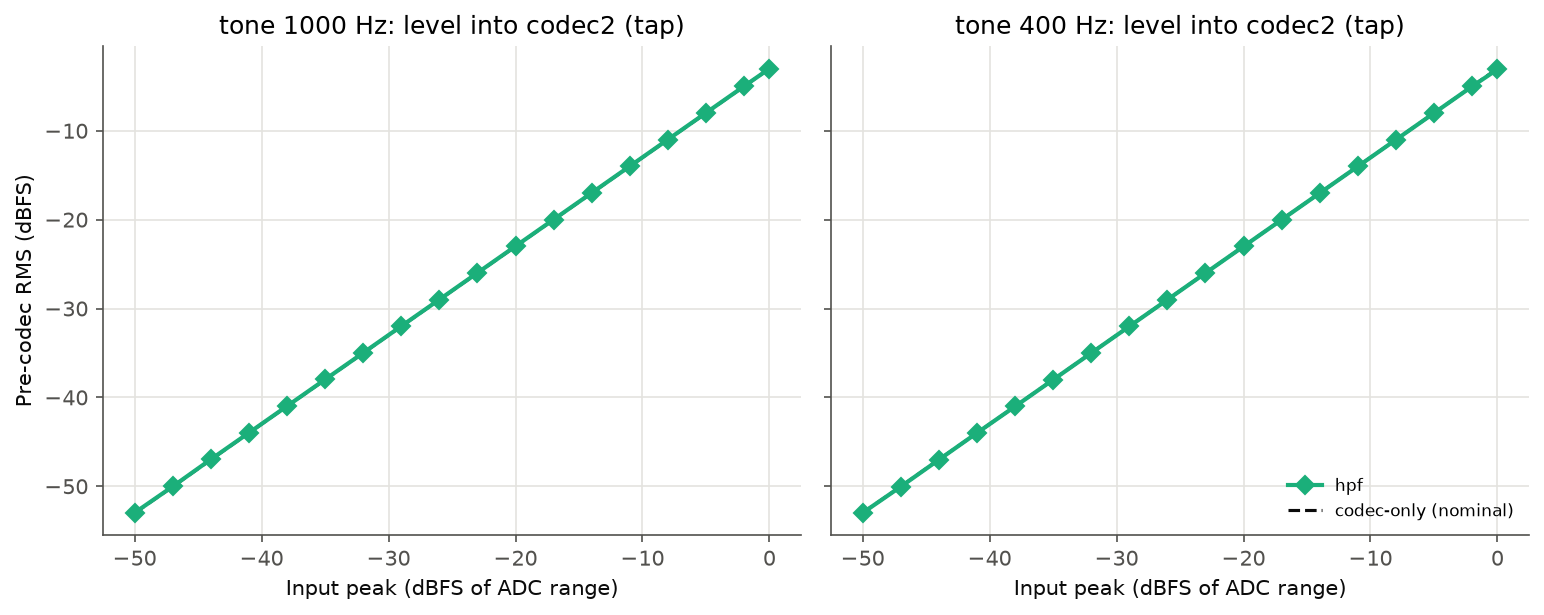 tone 1000 Hz: level into codec2 (tap)
Pre-codec RMS (dBFS)
−10
−20
−30
−40
−50
−50 −40 −30 −20 −10 0
Input peak (dBFS of ADC range)
tone 400 Hz: level into codec2 (tap)
hpf
codec-only (nominal)
−50 −40 −30 −20 −10 0
Input peak (dBFS of ADC range)